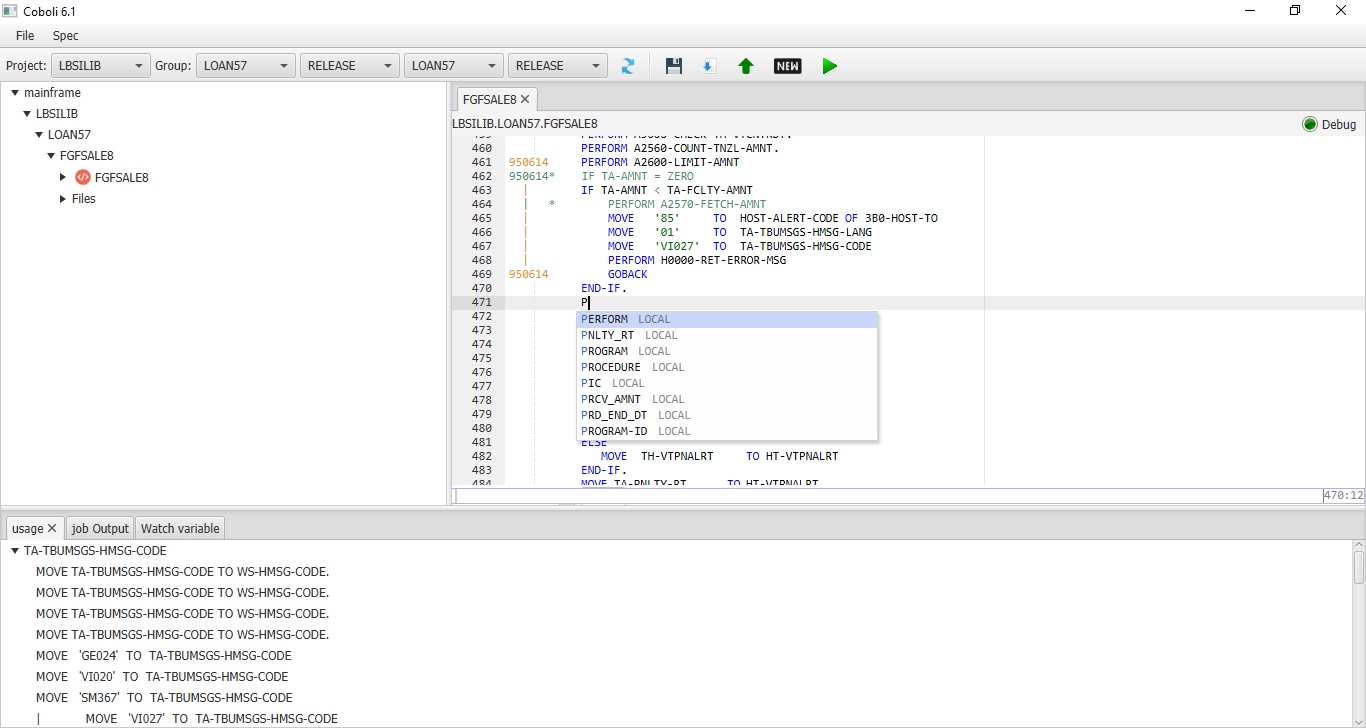 Coboli 6.1
File Spec
Project: LBSILIB Group: LOAN57 RELEASE LOAN57 RELEASE NEW
mainframe
LBSILIB
LOAN57
FGFSALE8
FGFSALE8
Files
FGFSALE8
LBSILIB.LOAN57.FGFSALE8 Debug
460 PERFORM A2560-COUNT-TNZL-AMNT.
461 950614 PERFORM A2600-LIMIT-AMNT
462 950614* IF TA-AMNT = ZERO
463 | IF TA-AMNT < TA-FCLTY-AMNT
464 | * PERFORM A2570-FETCH-AMNT
465 | MOVE '85' TO HOST-ALERT-CODE OF 3B0-HOST-TO
466 | MOVE '01' TO TA-TBUMSGS-HMSG-LANG
467 | MOVE 'VI027' TO TA-TBUMSGS-HMSG-CODE
468 | PERFORM H0000-RET-ERROR-MSG
469 950614 GOBACK
470 END-IF.
471 P
472 PERFORM LOCAL
473 PNLTY_RT LOCAL
474 PROGRAM LOCAL
475 PROCEDURE LOCAL
476 PIC LOCAL
477
478 PRCV_AMNT LOCAL
479 PRD_END_DT LOCAL
480 PROGRAM-ID LOCAL
481 ELSE
482 MOVE TH-VTPNALRT TO HT-VTPNALRT
483 END-IF.
484 MOVE TA-PNLTY-RT TO HT-VTPNALRT
470:12
usage job Output Watch variable
TA-TBUMSGS-HMSG-CODE
MOVE TA-TBUMSGS-HMSG-CODE TO WS-HMSG-CODE.
MOVE TA-TBUMSGS-HMSG-CODE TO WS-HMSG-CODE.
MOVE TA-TBUMSGS-HMSG-CODE TO WS-HMSG-CODE.
MOVE TA-TBUMSGS-HMSG-CODE TO WS-HMSG-CODE.
MOVE 'GE024' TO TA-TBUMSGS-HMSG-CODE
MOVE 'VI020' TO TA-TBUMSGS-HMSG-CODE
MOVE 'SM367' TO TA-TBUMSGS-HMSG-CODE
| MOVE 'VI027' TO TA-TBUMSGS-HMSG-CODE